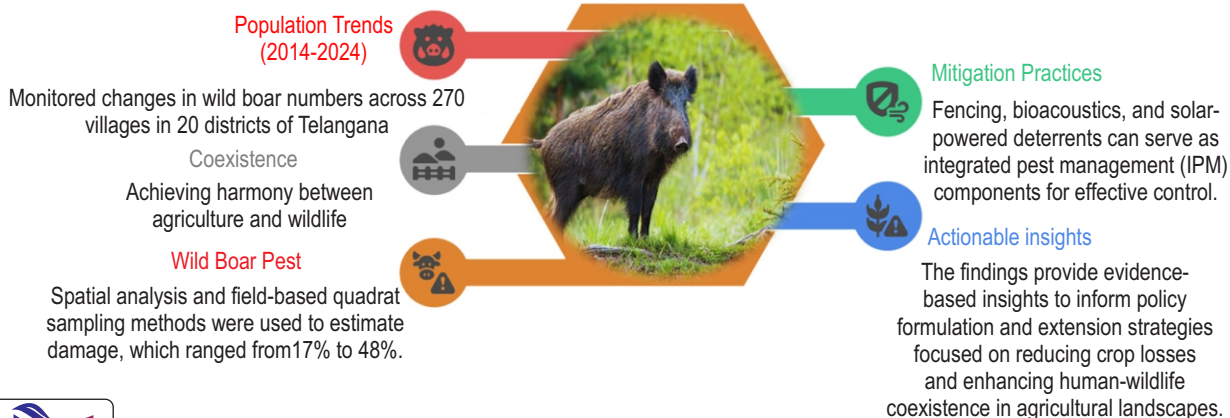 Population Trends
(2014-2024)
Monitored changes in wild boar numbers across 270
villages in 20 districts of Telangana
Coexistence
Achieving harmony between
agriculture and wildlife
Wild Boar Pest
Spatial analysis and field-based quadrat
sampling methods were used to estimate
damage, which ranged from17% to 48%.
Mitigation Practices
Fencing, bioacoustics, and solar-
powered deterrents can serve as
integrated pest management (IPM)
components for effective control.
Actionable insights
The findings provide evidence-
based insights to inform policy
formulation and extension strategies
focused on reducing crop losses
and enhancing human-wildlife
coexistence in agricultural landscapes.